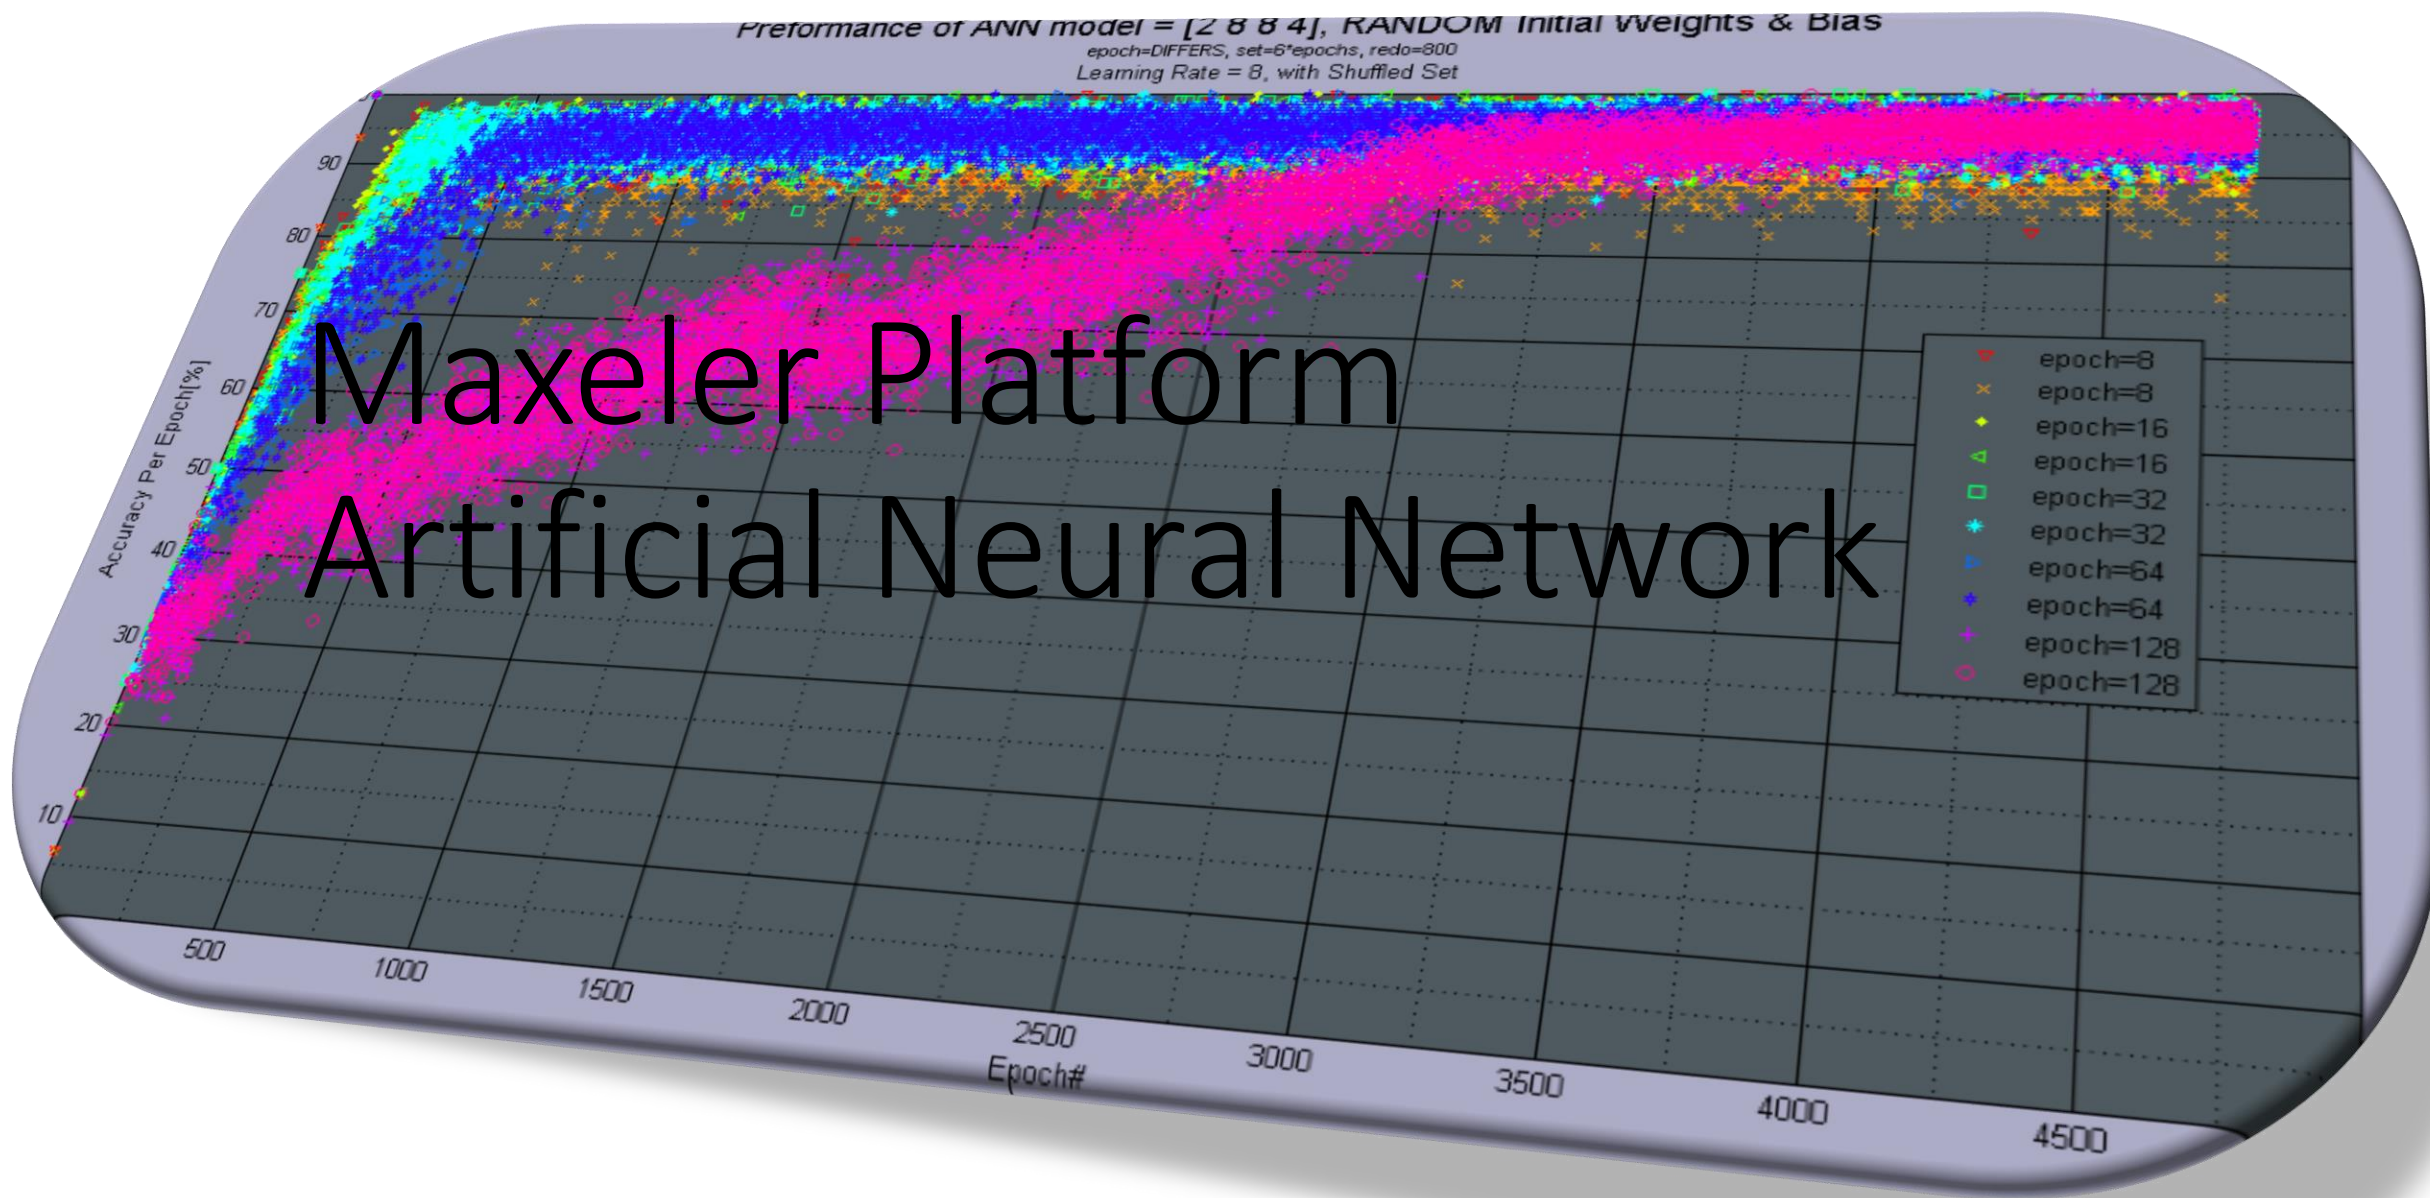 Preformance of ANN model = [2 8 8 4], RANDOM Initial Weights & Bias
epoch=DIFFERS, set=6*epochs, redo=800
Learning Rate = 8, with Shuffled Set
90
80
70
60
50
40
30
20
10
Accuracy Per Epoch[%]
Maxeler Platform
Artificial Neural Network
epoch=8
epoch=8
epoch=16
epoch=16
epoch=32
epoch=32
epoch=64
epoch=64
epoch=128
epoch=128
500
1000
1500
2000
2500
3000
3500
4000
4500
Epoch#